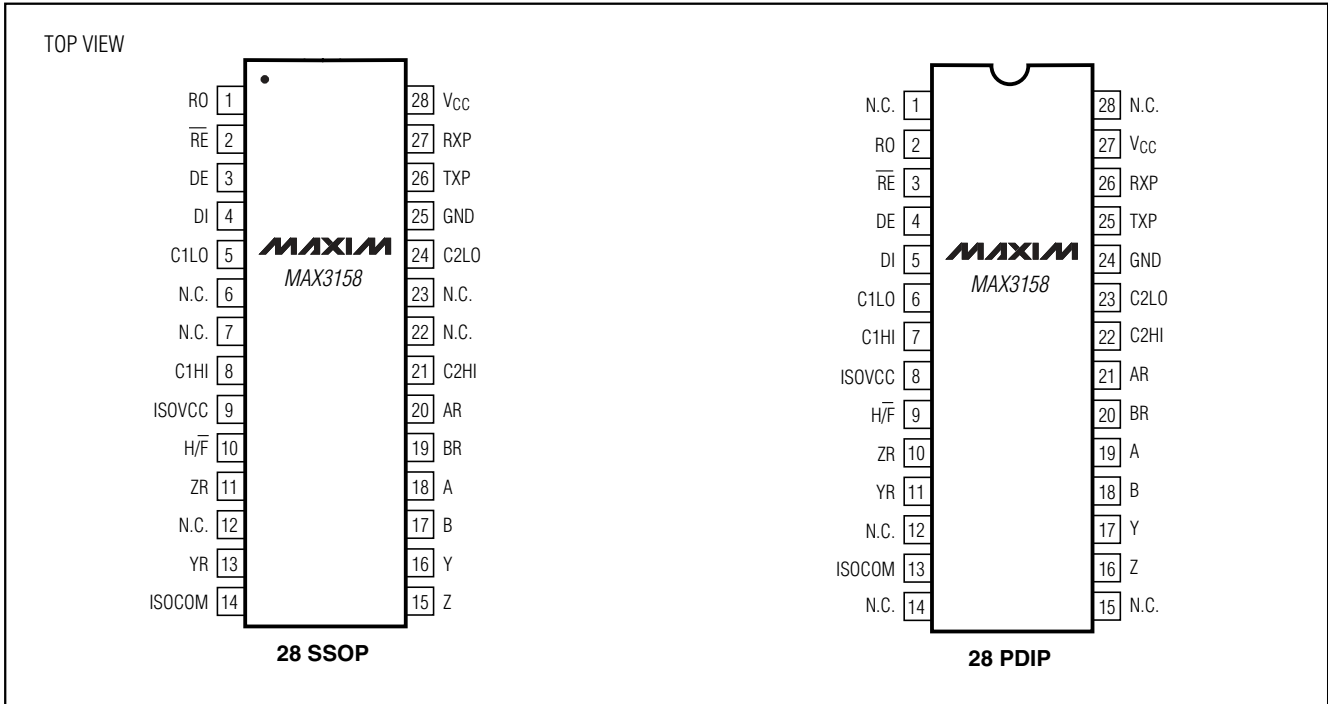 TOP VIEW
RO 1
R̅E̅ 2
DE 3
DI 4
C1LO 5
N.C. 6
N.C. 7
C1HI 8
ISOVCC 9
H/F̅ 10
ZR 11
N.C. 12
YR 13
ISOCOM 14
MAXIM
MAX3158
28 VCC
27 RXP
26 TXP
25 GND
24 C2LO
23 N.C.
22 N.C.
21 C2HI
20 AR
19 BR
18 A
17 B
16 Y
15 Z
28 SSOP
N.C. 1
RO 2
R̅E̅ 3
DE 4
DI 5
C1LO 6
C1HI 7
ISOVCC 8
H/F̅ 9
ZR 10
YR 11
N.C. 12
ISOCOM 13
N.C. 14
MAXIM
MAX3158
28 N.C.
27 VCC
26 RXP
25 TXP
24 GND
23 C2LO
22 C2HI
21 AR
20 BR
19 A
18 B
17 Y
16 Z
15 N.C.
28 PDIP